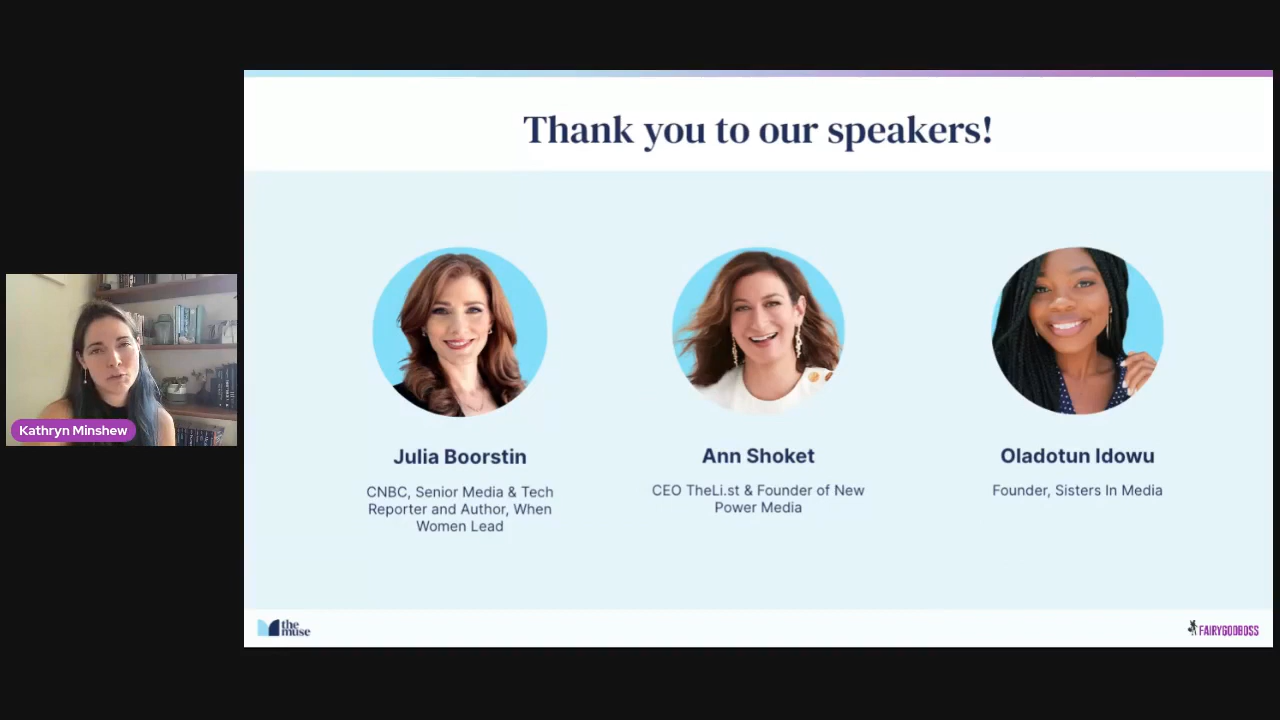 Thank you to our speakers!
Kathryn Minshew
Julia Boorstin
CNBC, Senior Media & Tech
Reporter and Author, When
Women Lead
Ann Shoket
CEO TheLi.st & Founder of New
Power Media
Oladotun Idowu
Founder, Sisters In Media
the
muse
FAIRYGODBOSS